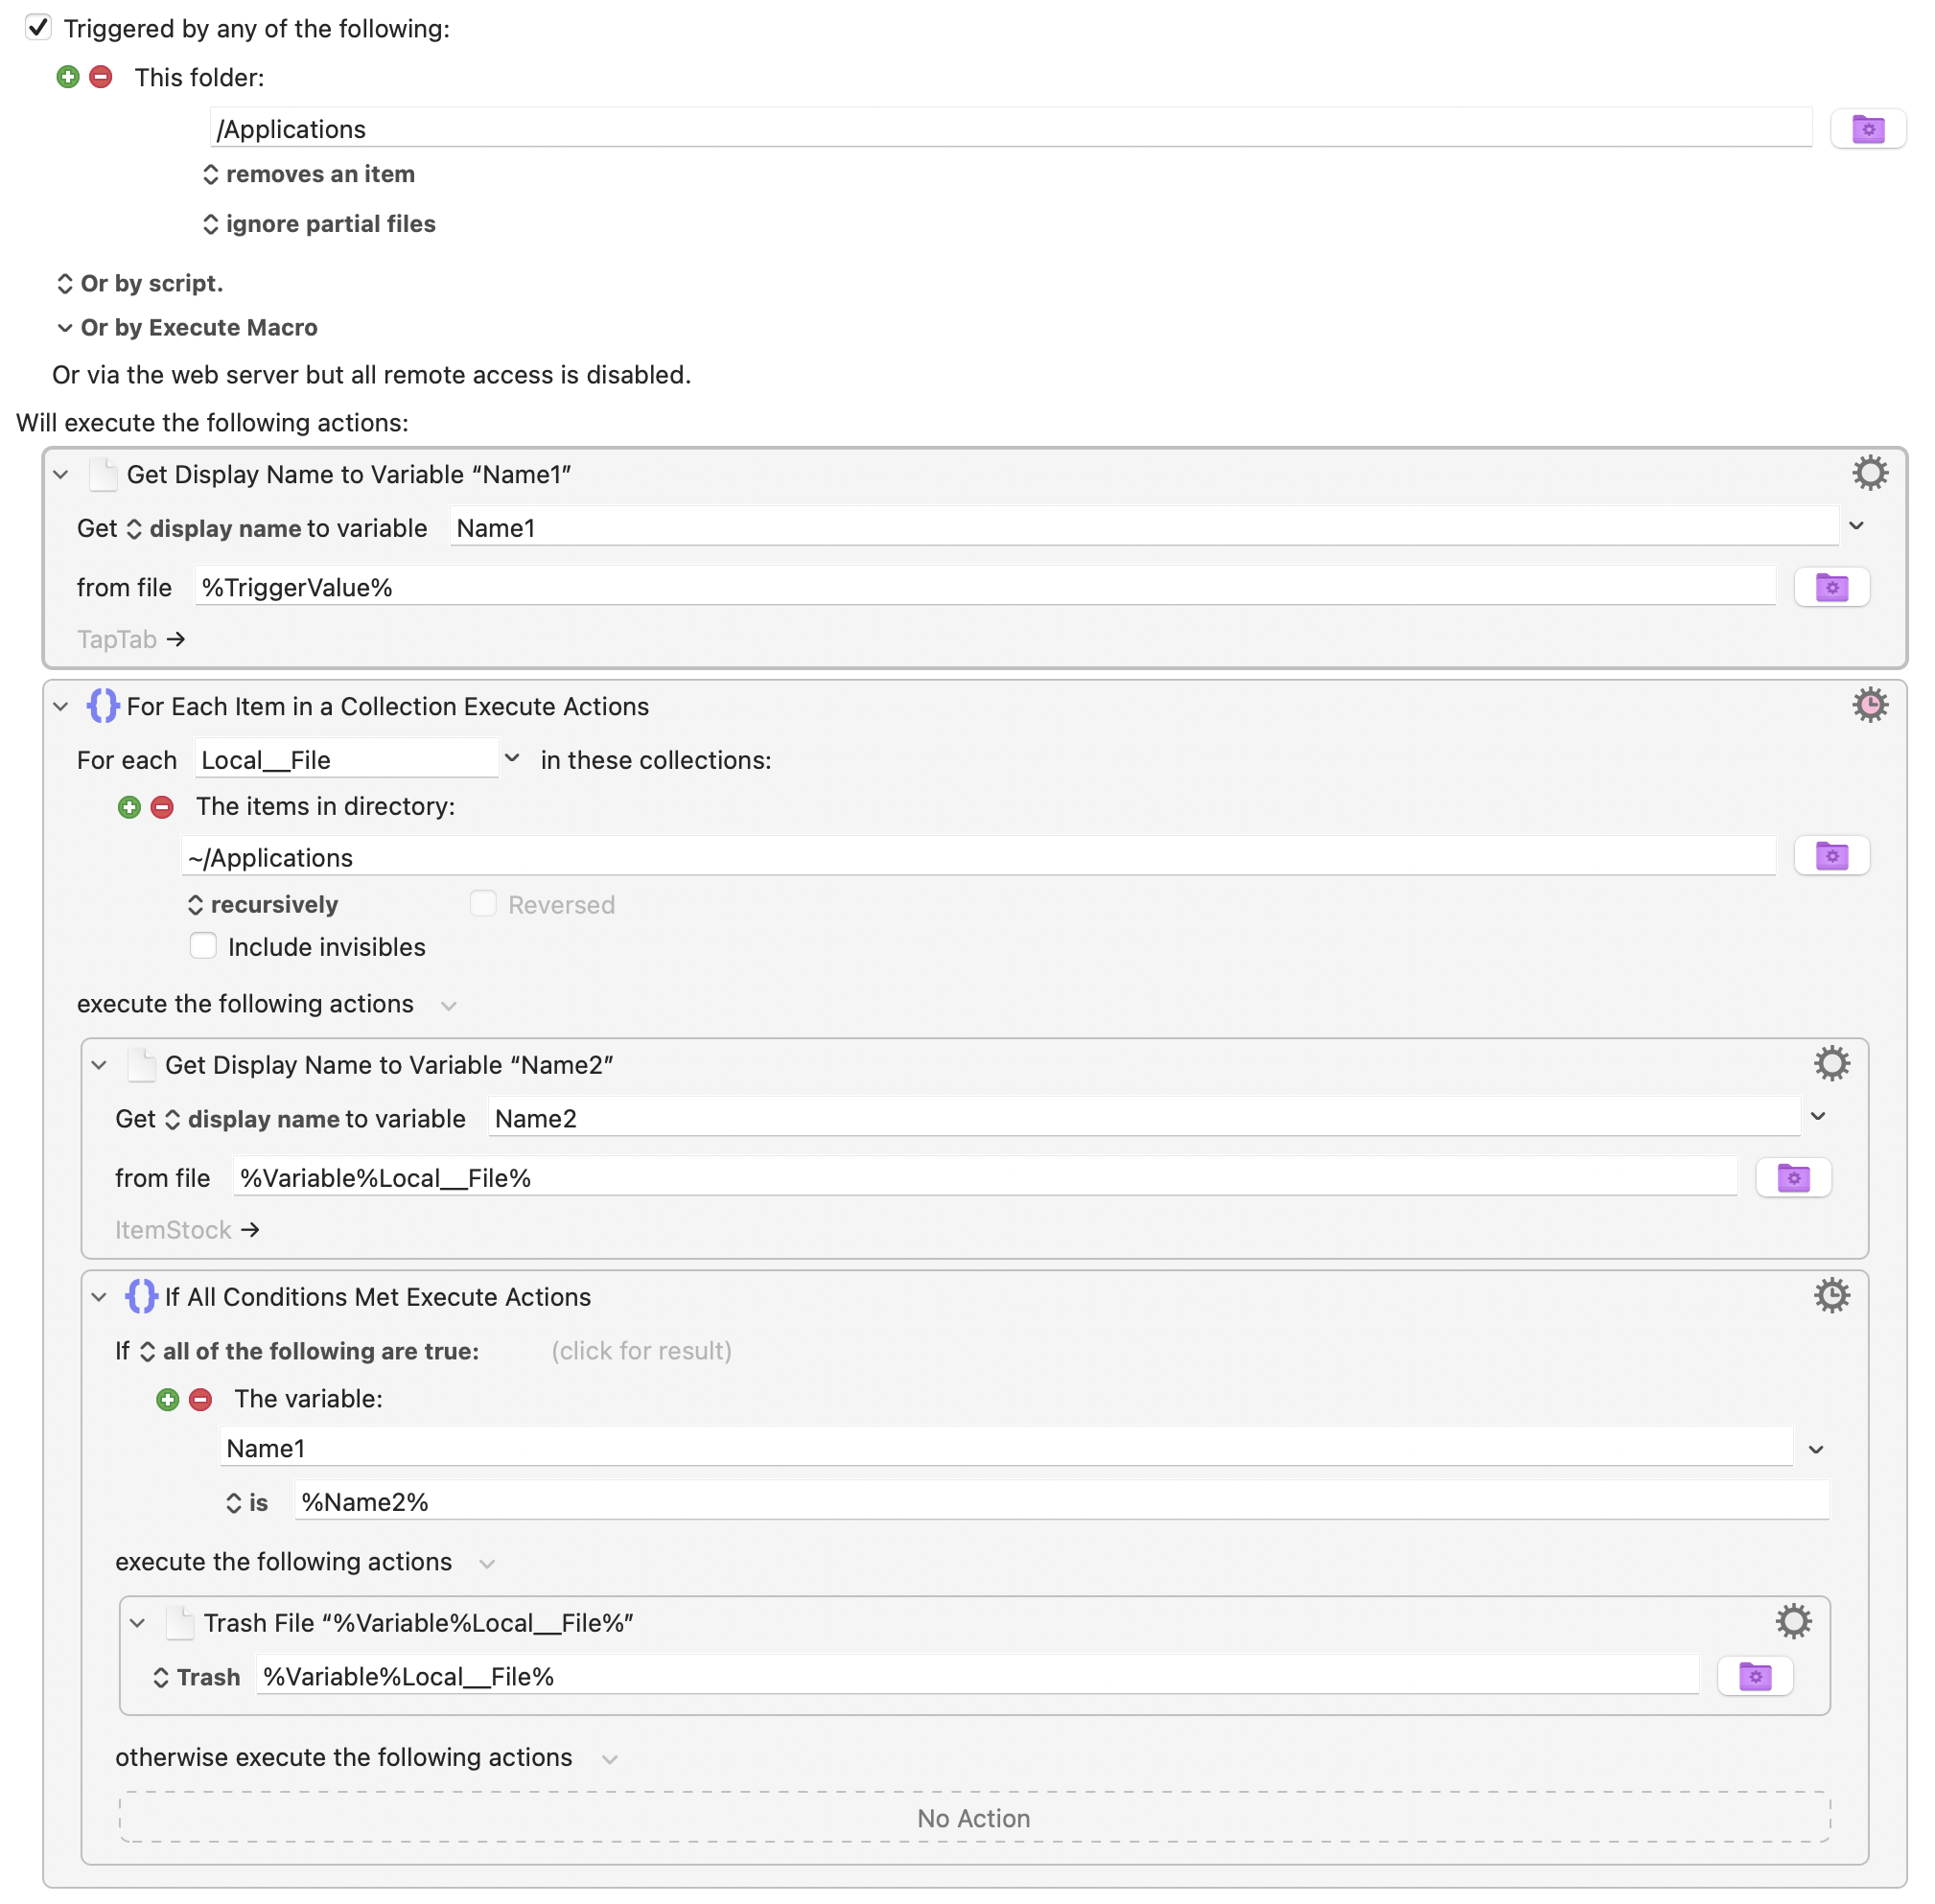 Triggered by any of the following:
This folder:
/Applications
removes an item
ignore partial files
Or by script.
Or by Execute Macro
Or via the web server but all remote access is disabled.
Will execute the following actions:
Get Display Name to Variable “Name1”
Get display name to variable Name1
from file %TriggerValue%
TapTab →
For Each Item in a Collection Execute Actions
For each Local__File in these collections:
The items in directory:
~/Applications
recursively Reversed
Include invisibles
execute the following actions
Get Display Name to Variable “Name2”
Get display name to variable Name2
from file %Variable%Local__File%
ItemStock →
If All Conditions Met Execute Actions
If all of the following are true: (click for result)
The variable:
Name1
is %Name2%
execute the following actions
Trash File “%Variable%Local__File%”
Trash %Variable%Local__File%
otherwise execute the following actions
No Action